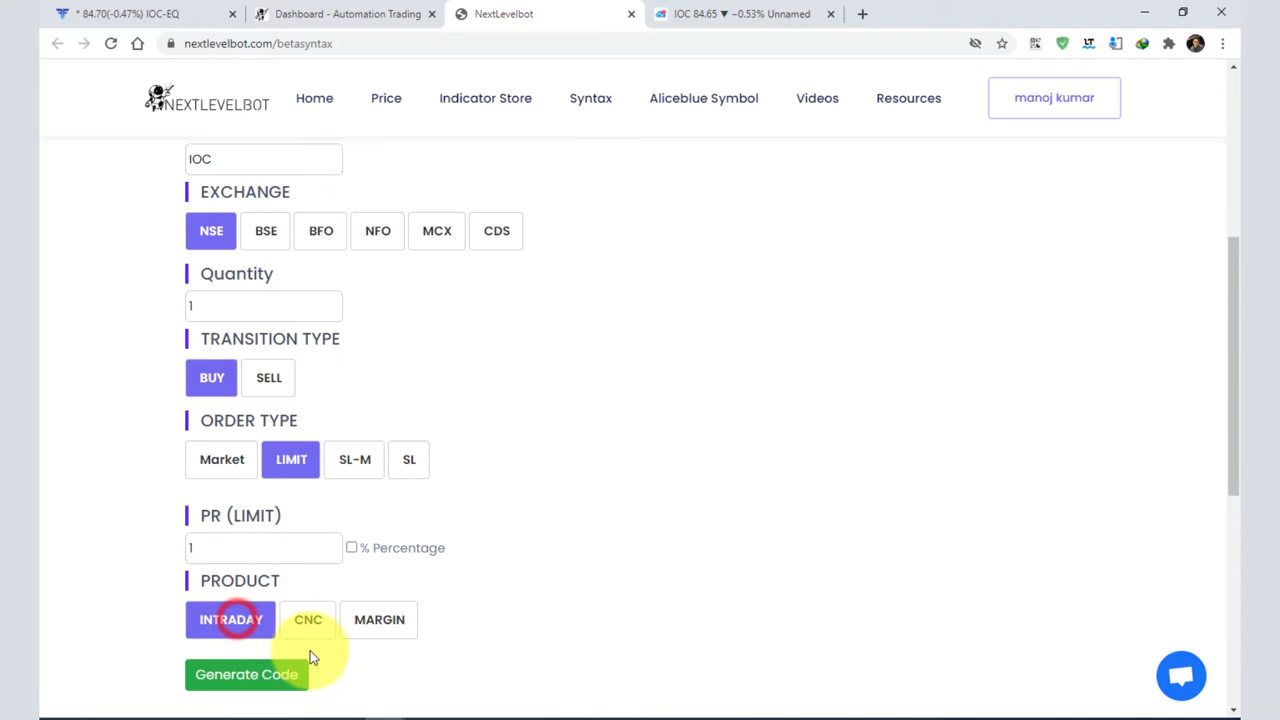 * 84.70(-0.47%) IOC-EQ
Dashboard - Automation Trading
NextLevelbot
IOC 84.65 ▼ −0.53% Unnamed
nextlevelbot.com/betasyntax
NEXTLEVELBOT
Home
Price
Indicator Store
Syntax
Aliceblue Symbol
Videos
Resources
manoj kumar
IOC
EXCHANGE
NSE BSE BFO NFO MCX CDS
Quantity
1
TRANSITION TYPE
BUY SELL
ORDER TYPE
Market LIMIT SL-M SL
PR (LIMIT)
1 % Percentage
PRODUCT
INTRADAY CNC MARGIN
Generate Code